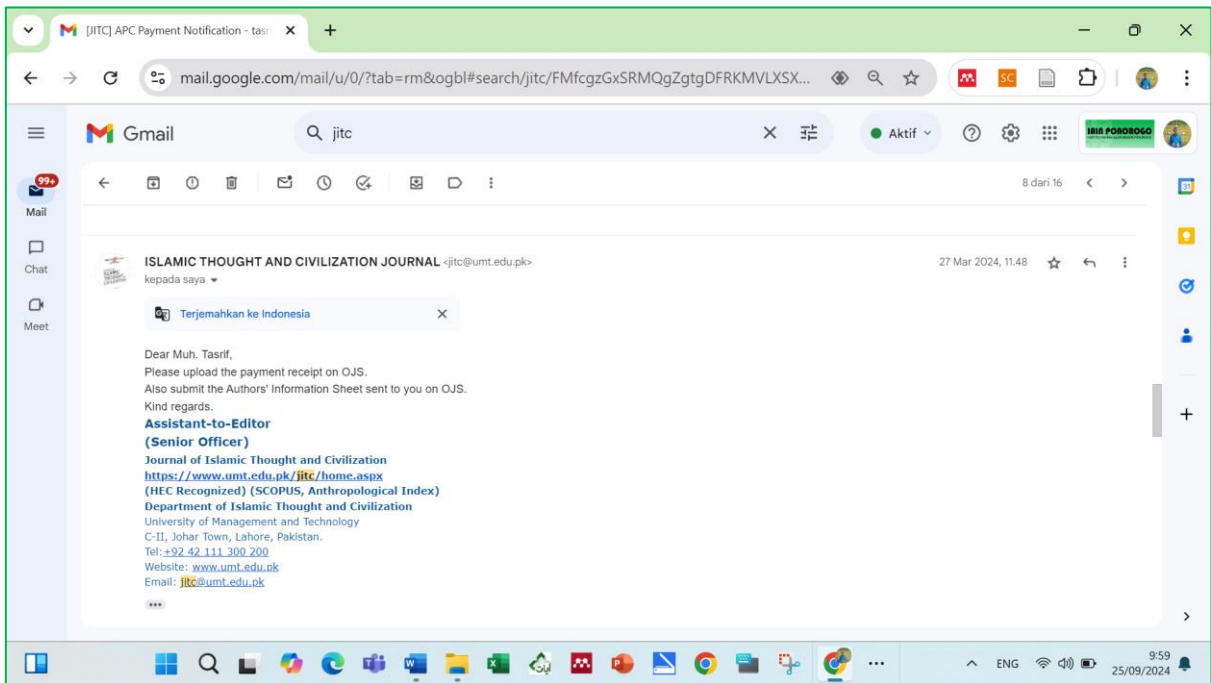 [JITC] APC Payment Notification - tasr
mail.google.com/mail/u/0/?tab=rm&ogbl#search/jitc/FMfcgzGxSRMQgZgtgDFRKMVLXSX...
SC
Gmail
jitc
Aktif
IAIN PONOROGO
99+
Mail
Chat
Meet
8 dari 16
31
ISLAMIC THOUGHT AND CIVILIZATION JOURNAL <jitc@umt.edu.pk>
27 Mar 2024, 11.48
kepada saya
Terjemahkan ke Indonesia
Dear Muh. Tasrif,
Please upload the payment receipt on OJS.
Also submit the Authors' Information Sheet sent to you on OJS.
Kind regards.
Assistant-to-Editor
(Senior Officer)
Journal of Islamic Thought and Civilization
https://www.umt.edu.pk/jitc/home.aspx
(HEC Recognized) (SCOPUS, Anthropological Index)
Department of Islamic Thought and Civilization
University of Management and Technology
C-II, Johar Town, Lahore, Pakistan.
Tel:+92 42 111 300 200
Website: www.umt.edu.pk
Email: jitc@umt.edu.pk
ENG
9:59
25/09/2024